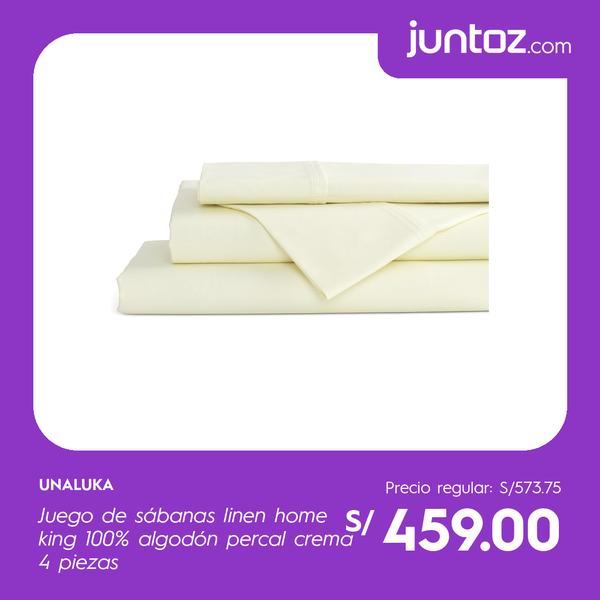 juntoz.com
UNALUKA
Juego de sábanas linen home
king 100% algodón percal crema
4 piezas
Precio regular: S/573.75
S/ 459.00